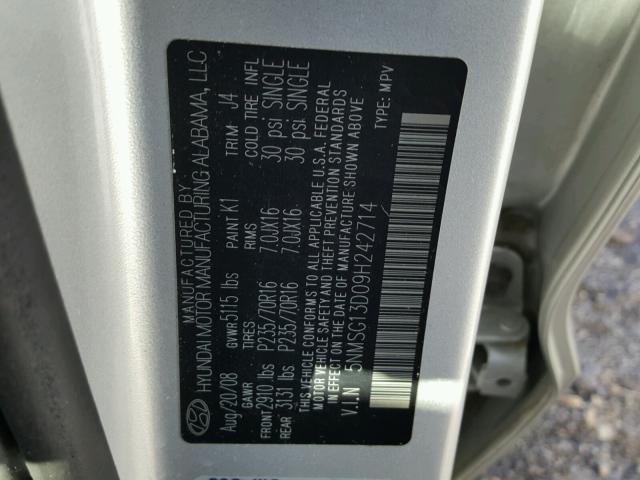 MANUFACTURED BY
HYUNDAI MOTOR MANUFACTURING ALABAMA, LLC
Aug/20/08 GVWR 5115 lbs PAINT K1 TRIM J4
GAWR TIRES RIMS COLD TIRE INFL
FRONT 2910 lbs P235/70R16 7.0JX16 30 psi SINGLE
REAR 3131 lbs P235/70R16 7.0JX16 30 psi SINGLE
THIS VEHICLE CONFORMS TO ALL APPLICABLE U.S.A. FEDERAL
MOTOR VEHICLE SAFETY AND THEFT PREVENTION STANDARDS
IN EFFECT ON THE DATE OF MANUFACTURE SHOWN ABOVE
V.I.N 5NMSG13D09H242714 TYPE: MPV